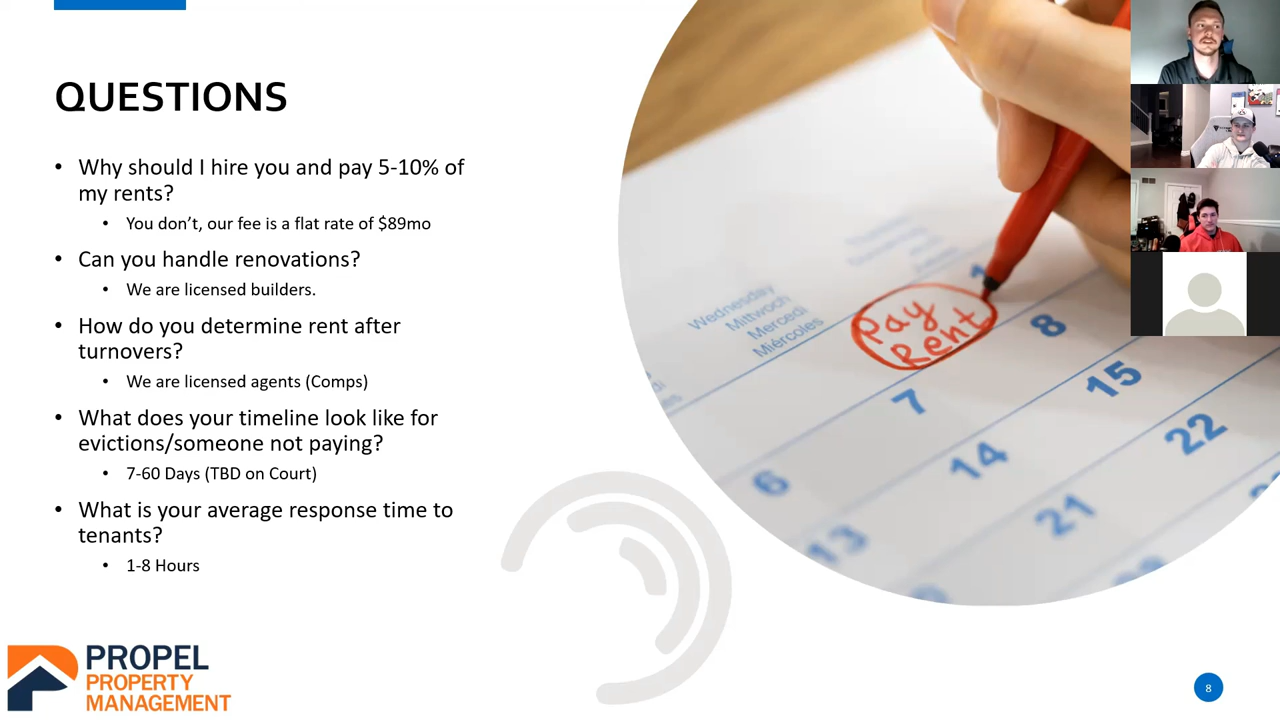 QUESTIONS
• Why should I hire you and pay 5-10% of
my rents?
• You don’t, our fee is a flat rate of $89mo
• Can you handle renovations?
• We are licensed builders.
• How do you determine rent after
turnovers?
• We are licensed agents (Comps)
• What does your timeline look like for
evictions/someone not paying?
• 7-60 Days (TBD on Court)
• What is your average response time to
tenants?
• 1-8 Hours
Wednesday
Mittwoch
Mercredi
Miércoles
Pay
Rent
1
8
7
15
6
14
22
13
21
PROPEL
PROPERTY
MANAGEMENT
8